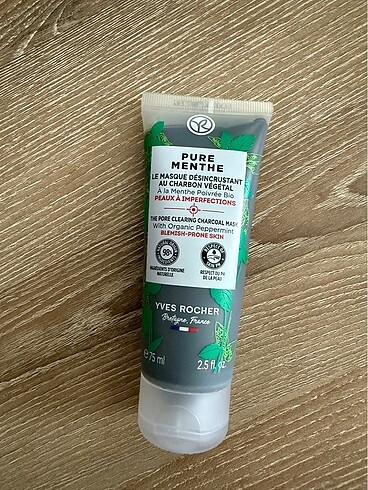 YR
PURE
MENTHE
LE MASQUE DÉSINCRUSTANT
AU CHARBON VÉGÉTAL
À la Menthe Poivrée Bio
PEAUX À IMPERFECTIONS
THE PORE CLEARING CHARCOAL MASK
With Organic Peppermint
BLEMISH-PRONE SKIN
98%
INGRÉDIENTS D'ORIGINE
NATURELLE
RESPECT DU PH
DE LA PEAU
YVES ROCHER
Bretagne, France
e 75 ml
2.5 fl. oz.